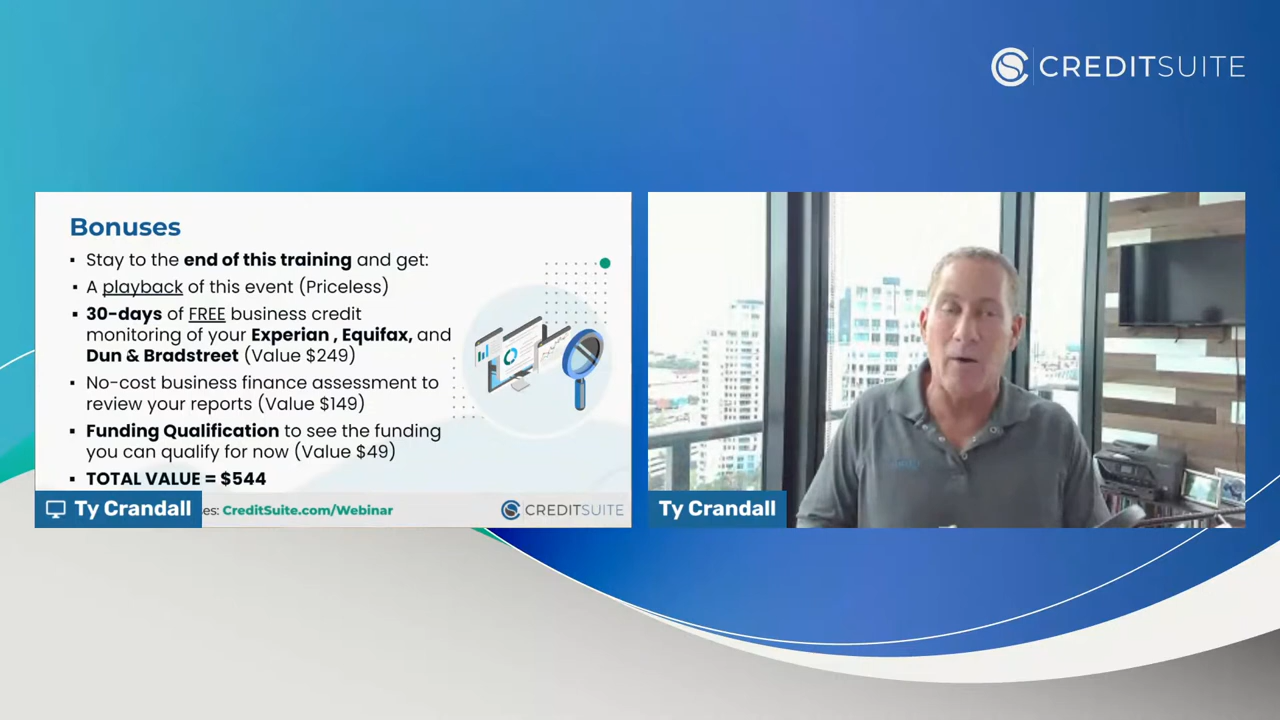 CREDITSUITE
Bonuses
Stay to the end of this training and get:
A playback of this event (Priceless)
30-days of FREE business credit
monitoring of your Experian , Equifax, and
Dun & Bradstreet (Value $249)
No-cost business finance assessment to
review your reports (Value $149)
Funding Qualification to see the funding
you can qualify for now (Value $49)
TOTAL VALUE = $544
Ty Crandall
es: CreditSuite.com/Webinar
CREDITSUITE
Ty Crandall